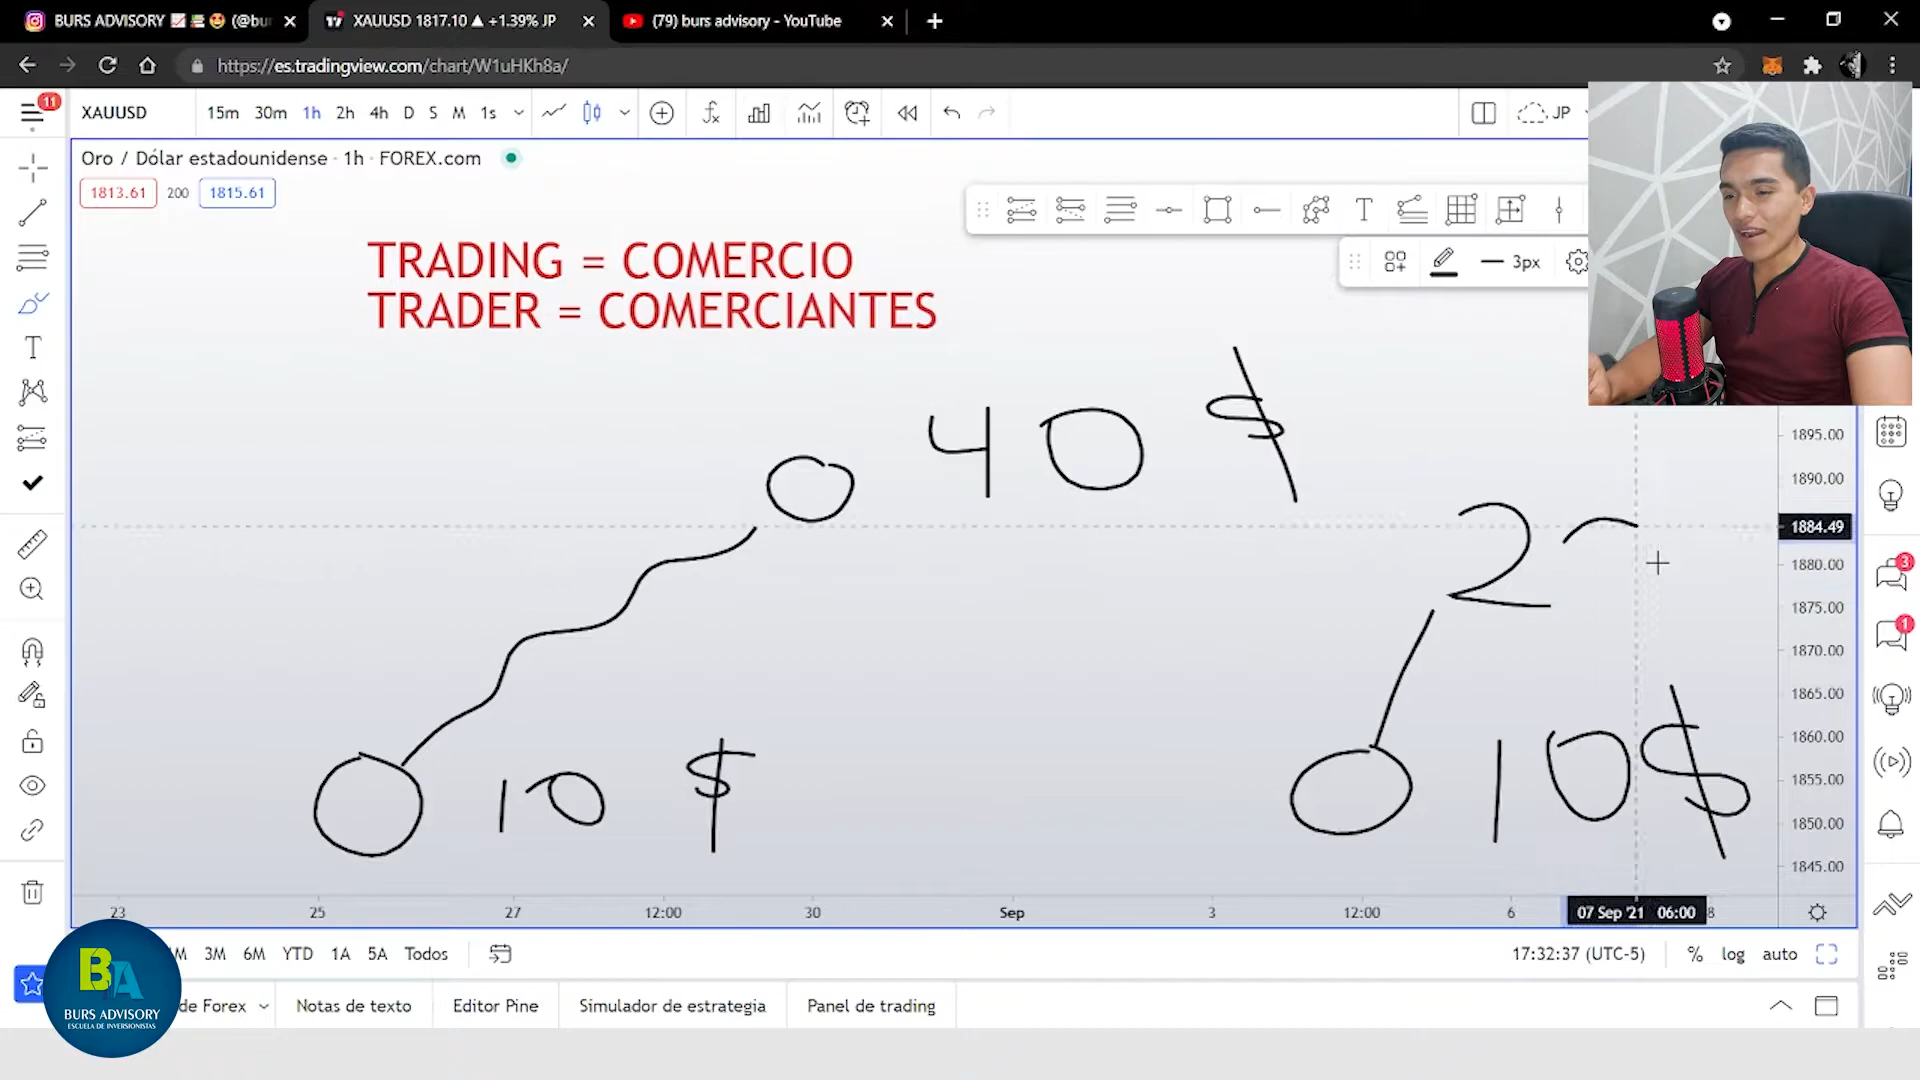 BURS ADVISORY
(@bu
XAUUSD 1817.10 ▲ +1.39% JP
(79) burs advisory - YouTube
https://es.tradingview.com/chart/W1uHKh8a/
11
XAUUSD
15m
30m
1h
2h
4h
D
S
M
1s
JP
Oro / Dólar estadounidense · 1h · FOREX.com
1813.61
200
1815.61
3px
TRADING = COMERCIO
TRADER = COMERCIANTES
40 $
2
10 $
10$
1895.00
1890.00
1884.49
1880.00
1875.00
1870.00
1865.00
1860.00
1855.00
1850.00
1845.00
3
1
23
25
27
12:00
30
Sep
3
12:00
6
07 Sep '21 06:00
8
M
3M
6M
YTD
1A
5A
Todos
17:32:37 (UTC-5)
%
log
auto
de Forex
Notas de texto
Editor Pine
Simulador de estrategia
Panel de trading
BA
BURS ADVISORY
ESCUELA DE INVERSIONISTAS